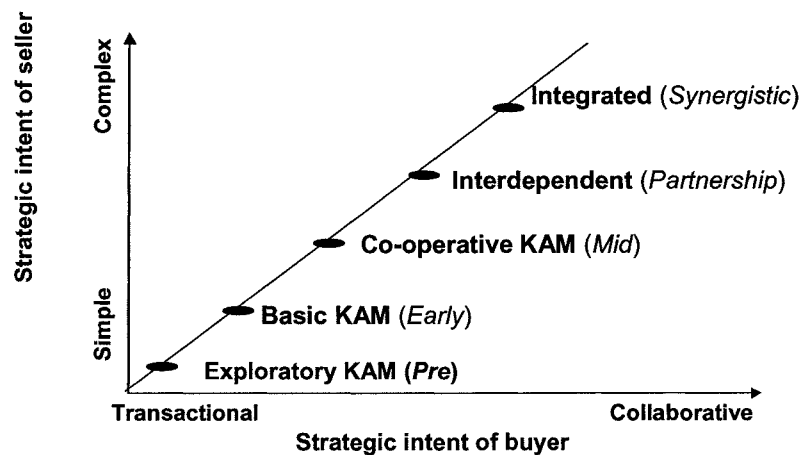 Strategic intent of seller
Complex
Simple
Integrated (Synergistic)
Interdependent (Partnership)
Co-operative KAM (Mid)
Basic KAM (Early)
Exploratory KAM (Pre)
Transactional
Collaborative
Strategic intent of buyer